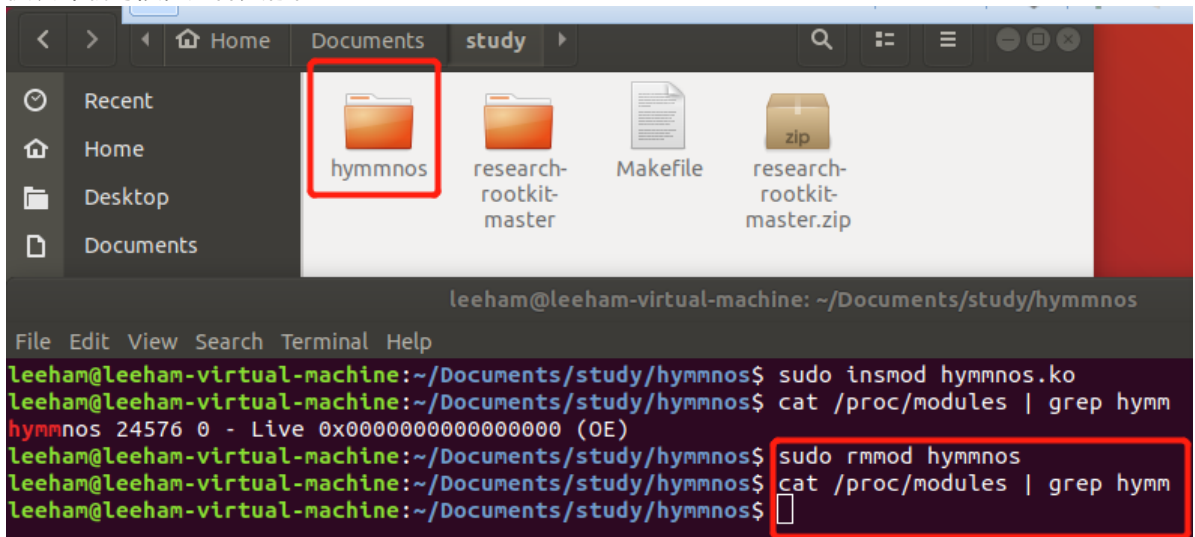 Home Documents study
Recent
Home
Desktop
Documents
hymmnos
research-
rootkit-
master
Makefile
zip
research-
rootkit-
master.zip
leeham@leeham-virtual-machine: ~/Documents/study/hymmnos
File Edit View Search Terminal Help
leeham@leeham-virtual-machine:~/Documents/study/hymmnos$ sudo insmod hymmnos.ko
leeham@leeham-virtual-machine:~/Documents/study/hymmnos$ cat /proc/modules | grep hymm
hymmnos 24576 0 - Live 0x0000000000000000 (OE)
leeham@leeham-virtual-machine:~/Documents/study/hymmnos$ sudo rmmod hymmnos
leeham@leeham-virtual-machine:~/Documents/study/hymmnos$ cat /proc/modules | grep hymm
leeham@leeham-virtual-machine:~/Documents/study/hymmnos$